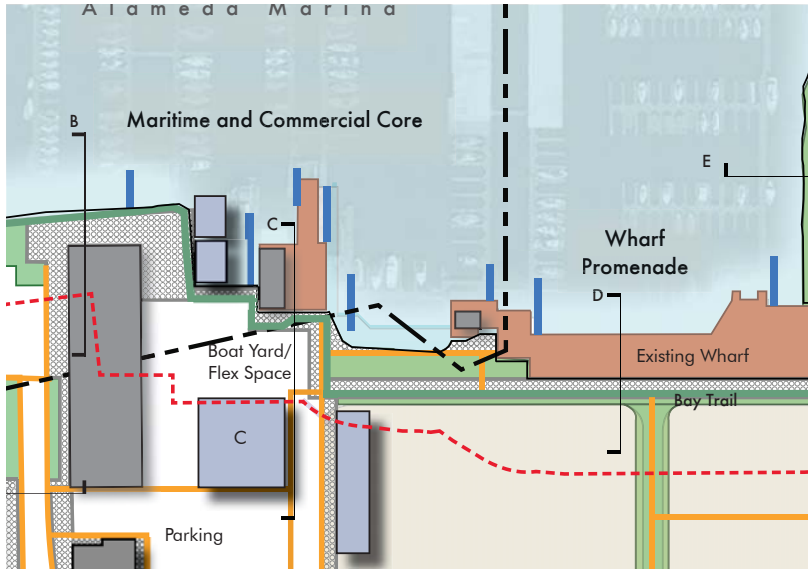 Alameda Marina
B
Maritime and Commercial Core
E
C
Wharf
Promenade
D
Boat Yard/
Flex Space
Existing Wharf
Bay Trail
C
Parking